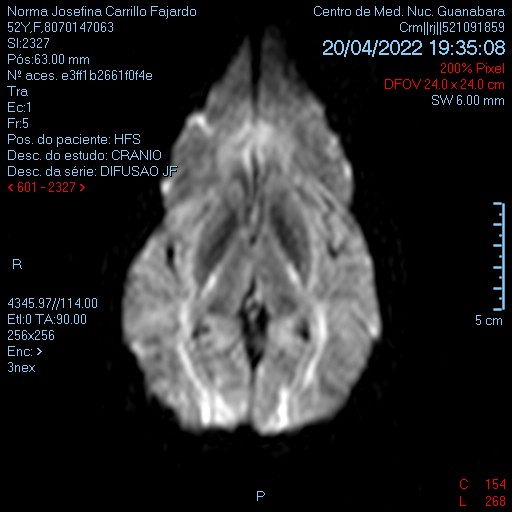 Norma Josefina Carrillo Fajardo
52Y,F,8070147063
Sl:2327
Pós:63.00 mm
Nº aces. e3ff1b2661f0f4e
Tra
Ec:1
Fr:5
Pos. do paciente: HFS
Desc. do estudo: CRANIO
Desc. da série: DIFUSAO JF
< 601 - 2327 >
Centro de Med. Nuc. Guanabara
Crm||rj||521091859
20/04/2022 19:35:08
200% Pixel
DFOV 24.0 x 24.0 cm
SW 6.00 mm
R
5 cm
4345.97//114.00
Etl:0 TA:90.00
256x256
Enc: >
3nex
P
C 154
L 268